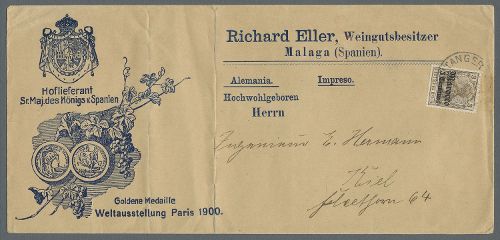 Richard Eller, Weingutsbesitzer
Malaga (Spanien).
TANGER
Hoflieferant
Sr. Maj. des Königs v. Spanien
Alemania. Impreso.
Hochwohlgeboren
Herrn
Ingenieur E. Hermann
Kiel
64
Goldene Medaille
Weltausstellung Paris 1900.